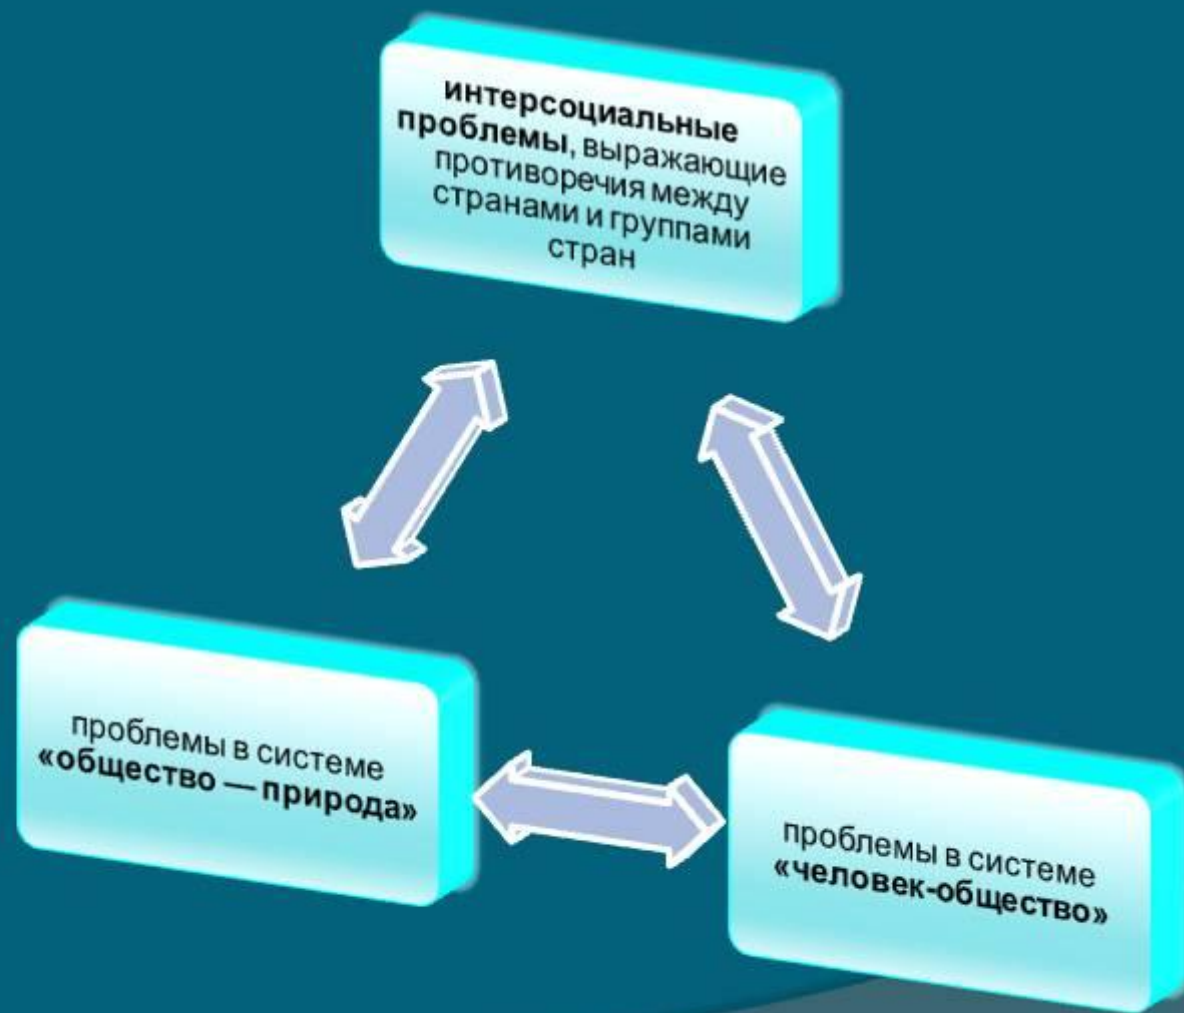 интерсоциальные
проблемы, выражающие
противоречия между
странами и группами
стран
проблемы в системе
«общество — природа»
проблемы в системе
«человек-общество»